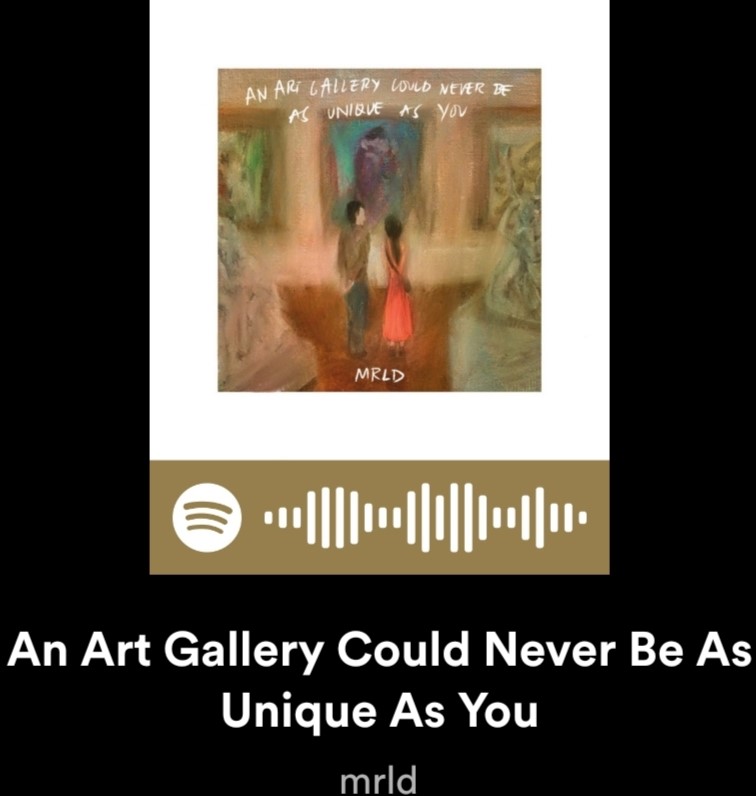 AN ART GALLERY COULD NEVER BE
AS UNIQUE AS YOU
MRLD
An Art Gallery Could Never Be As
Unique As You
mrld